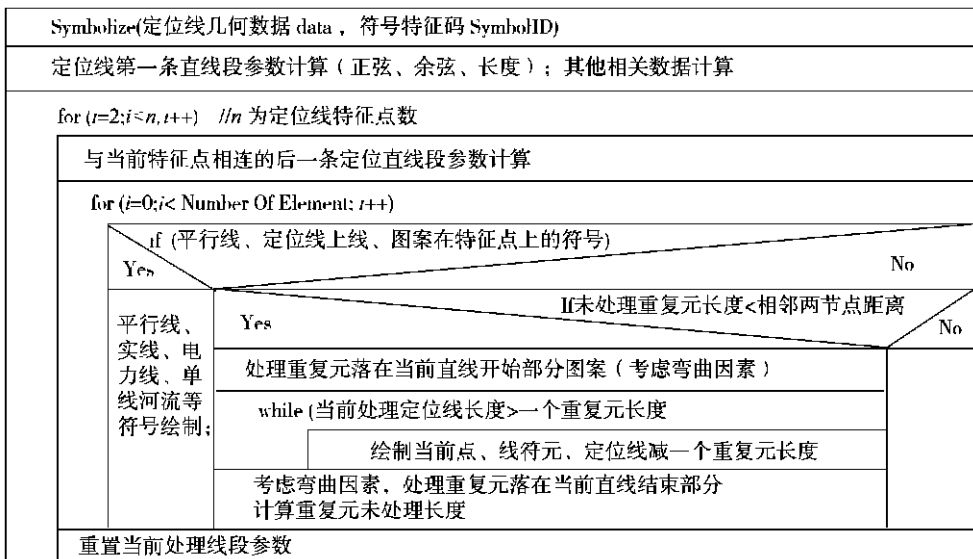 Symbolize(定位线几何数据 data ，符号特征码 SymbolID)
定位线第一条直线段参数计算（正弦、余弦、长度）；其他相关数据计算
for (i=2;i≤n,i++) //n 为定位线特征点数
与当前特征点相连的后一条定位直线段参数计算
for (i=0;i< Number Of Element; i++)
if (平行线、定位线上线、图案在特征点上的符号)
Yes
No
If未处理重复元长度<相邻两节点距离
Yes
No
平行线、
实线、电
力线、单
线河流等
符号绘制;
处理重复元落在当前直线开始部分图案（考虑弯曲因素）
while (当前处理定位线长度>一个重复元长度
绘制当前点、线符元、定位线减一个重复元长度
考虑弯曲因素，处理重复元落在当前直线结束部分
计算重复元未处理长度
重置当前处理线段参数